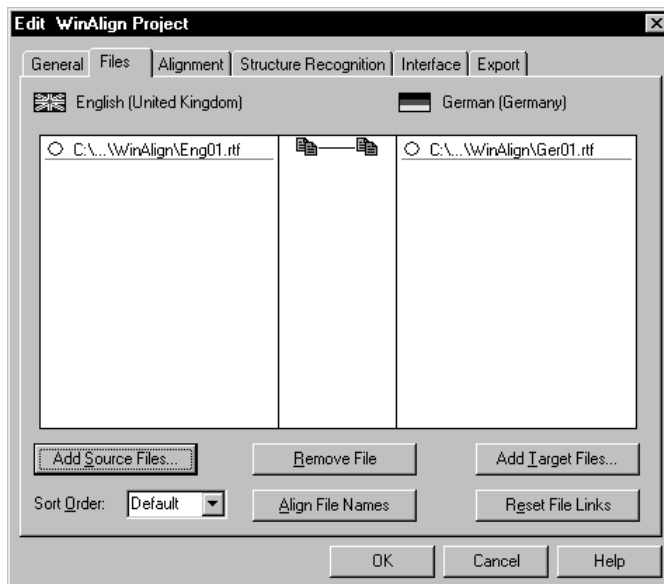 Edit WinAlign Project
General Files Alignment Structure Recognition Interface Export
English (United Kingdom) German (Germany)
C:\...\WinAlign\Eng01.rtf C:\...\WinAlign\Ger01.rtf
Add Source Files... Remove File Add Target Files...
Sort Order: Default Align File Names Reset File Links
OK Cancel Help